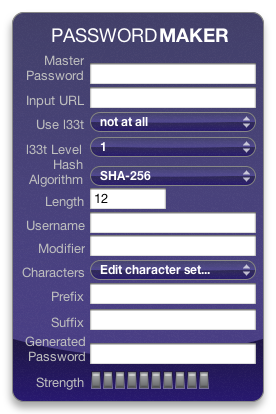 PASSWORDMAKER
Master
Password
Input URL
Use l33t not at all
l33t Level 1
Hash
Algorithm SHA-256
Length 12
Username
Modifier
Characters Edit character set...
Prefix
Suffix
Generated
Password
Strength